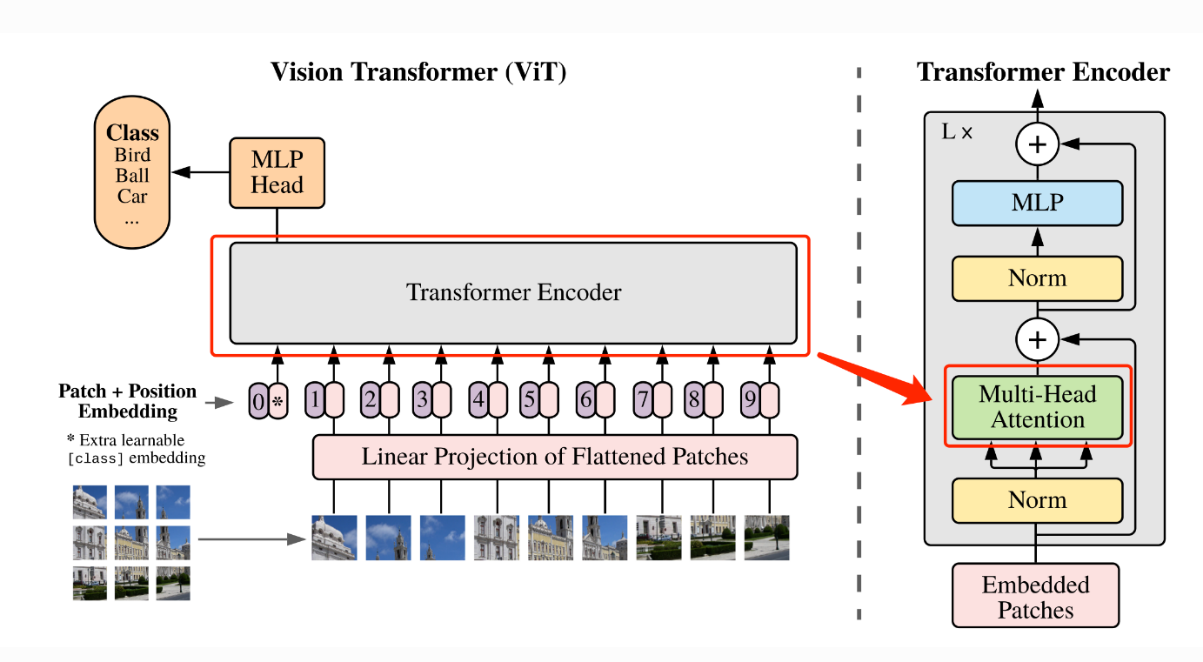 Vision Transformer (ViT)
Class
Bird
Ball
Car
...
MLP
Head
Transformer Encoder
Patch + Position
Embedding
0 * 1 2 3 4 5 6 7 8 9
* Extra learnable
[class] embedding
Linear Projection of Flattened Patches
Transformer Encoder
L ×
+
MLP
Norm
+
Multi-Head
Attention
Norm
Embedded
Patches